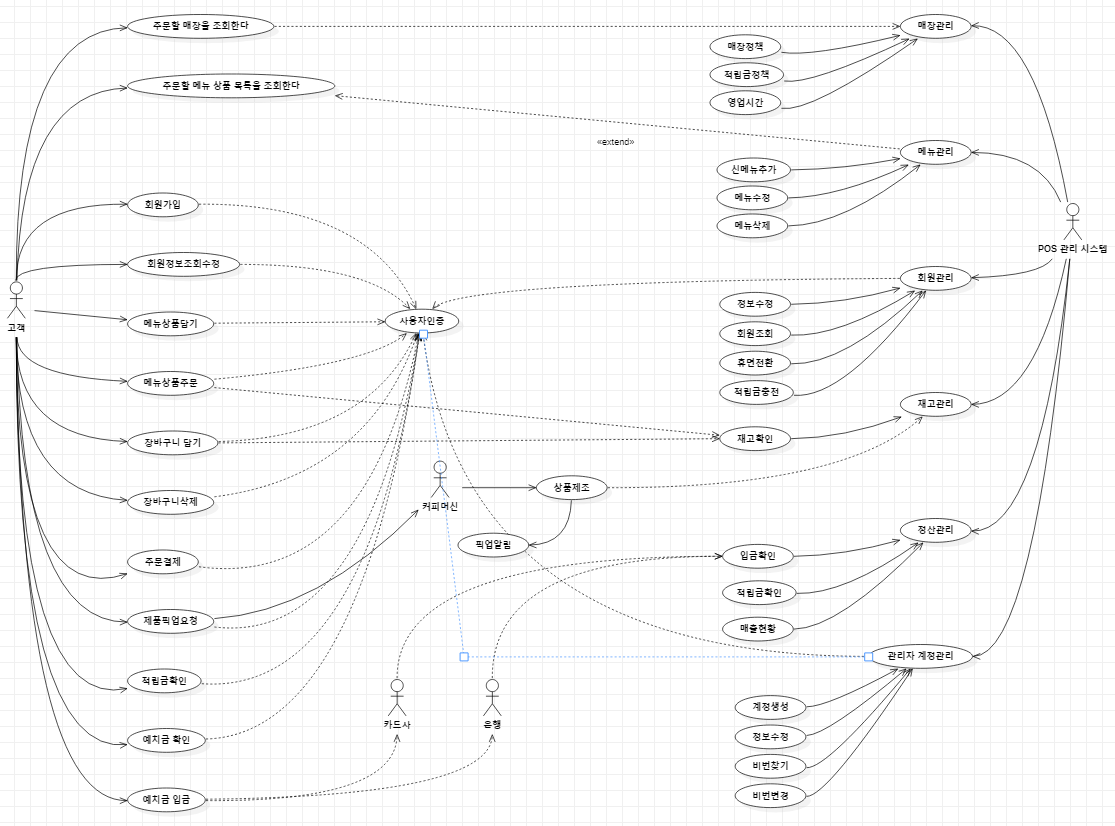 주문할 매장을 조회한다
매장관리
매장정책
적립금정책
주문할 메뉴 상품 목록을 조회한다
영업시간
«extend»
메뉴관리
신메뉴추가
메뉴수정
회원가입
메뉴삭제
POS 관리 시스템
회원정보조회수정
회원관리
정보수정
고객
메뉴상품담기
사용자인증
회원조회
휴면전환
메뉴상품주문
적립금충전
재고관리
장바구니 담기
재고확인
상품제조
장바구니삭제
커피머신
정산관리
픽업알림
주문결제
입금확인
적립금확인
제품픽업요청
매출현황
관리자 계정관리
적립금확인
계정생성
카드사
은행
예치금 확인
정보수정
비번찾기
예치금 입금
비번변경